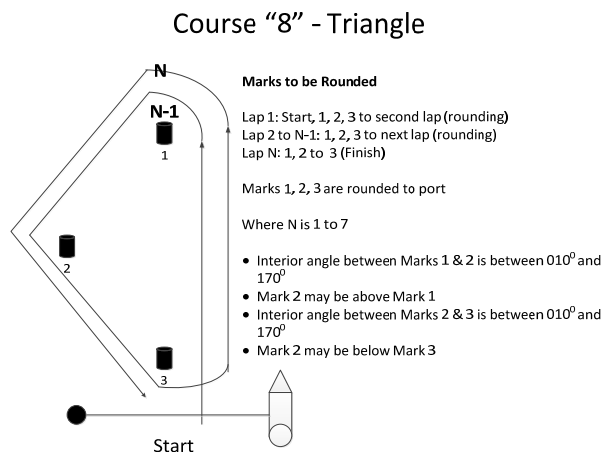 Course “8” - Triangle
N
N-1
1
2
3
Start
Marks to be Rounded
Lap 1: Start, 1, 2, 3 to second lap (rounding)
Lap 2 to N-1: 1, 2, 3 to next lap (rounding)
Lap N: 1, 2 to 3 (Finish)
Marks 1, 2, 3 are rounded to port
Where N is 1 to 7
• Interior angle between Marks 1 & 2 is between 010⁰ and
170⁰
• Mark 2 may be above Mark 1
• Interior angle between Marks 2 & 3 is between 010⁰ and
170⁰
• Mark 2 may be below Mark 3